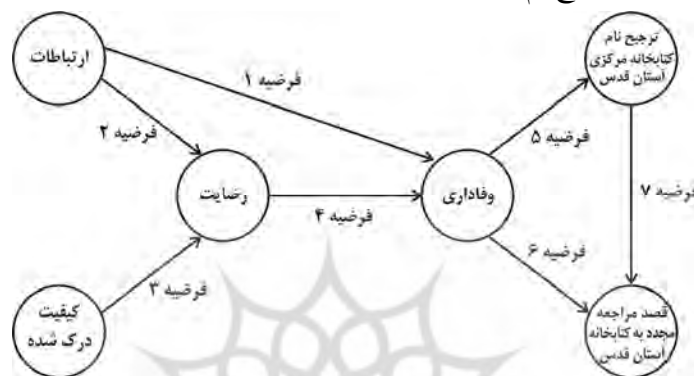 ترجیح نام
کتابخانه مرکزی
آستان قدس
ارتباطات
فرضیه ۱
فرضیه ۲
فرضیه ۵
رضایت
وفاداری
فرضیه ۷
فرضیه ۴
فرضیه ۳
فرضیه ۶
کیفیت
درک شده
قصد مراجعه
مجدد به کتابخانه
آستان قدس